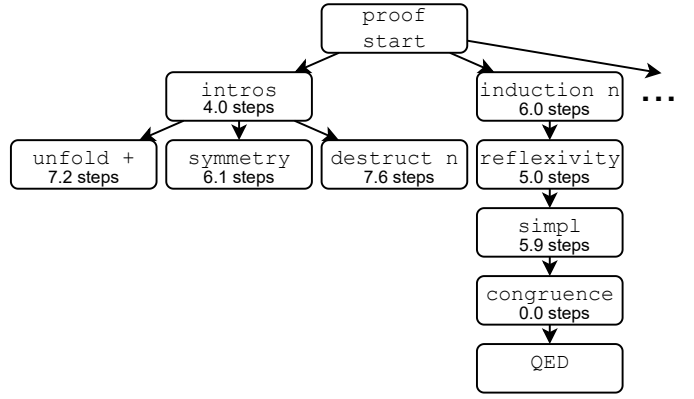 proof
start
intros
4.0 steps
induction n
6.0 steps
...
unfold +
7.2 steps
symmetry
6.1 steps
destruct n
7.6 steps
reflexivity
5.0 steps
simpl
5.9 steps
congruence
0.0 steps
QED